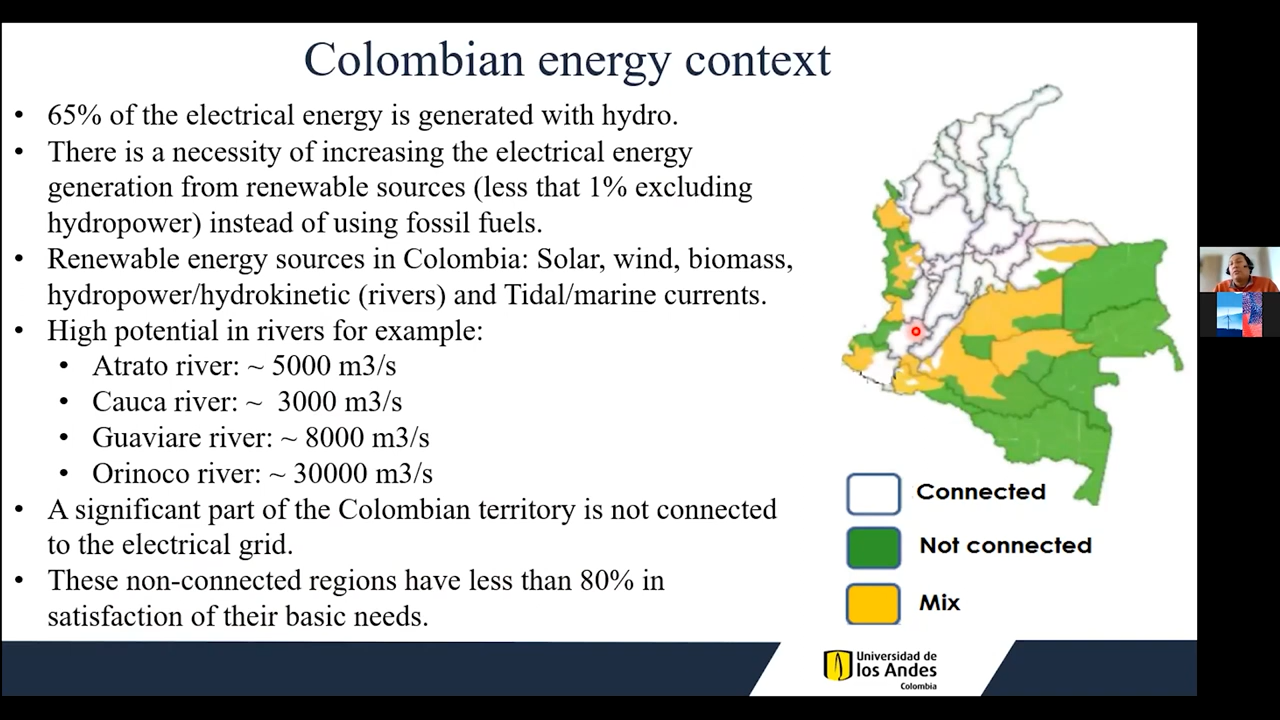 Colombian energy context
• 65% of the electrical energy is generated with hydro.
• There is a necessity of increasing the electrical energy
generation from renewable sources (less that 1% excluding
hydropower) instead of using fossil fuels.
• Renewable energy sources in Colombia: Solar, wind, biomass,
hydropower/hydrokinetic (rivers) and Tidal/marine currents.
• High potential in rivers for example:
• Atrato river: ~ 5000 m3/s
• Cauca river: ~ 3000 m3/s
• Guaviare river: ~ 8000 m3/s
• Orinoco river: ~ 30000 m3/s
• A significant part of the Colombian territory is not connected
to the electrical grid.
• These non-connected regions have less than 80% in
satisfaction of their basic needs.
Connected
Not connected
Mix
Universidad de
los Andes
Colombia